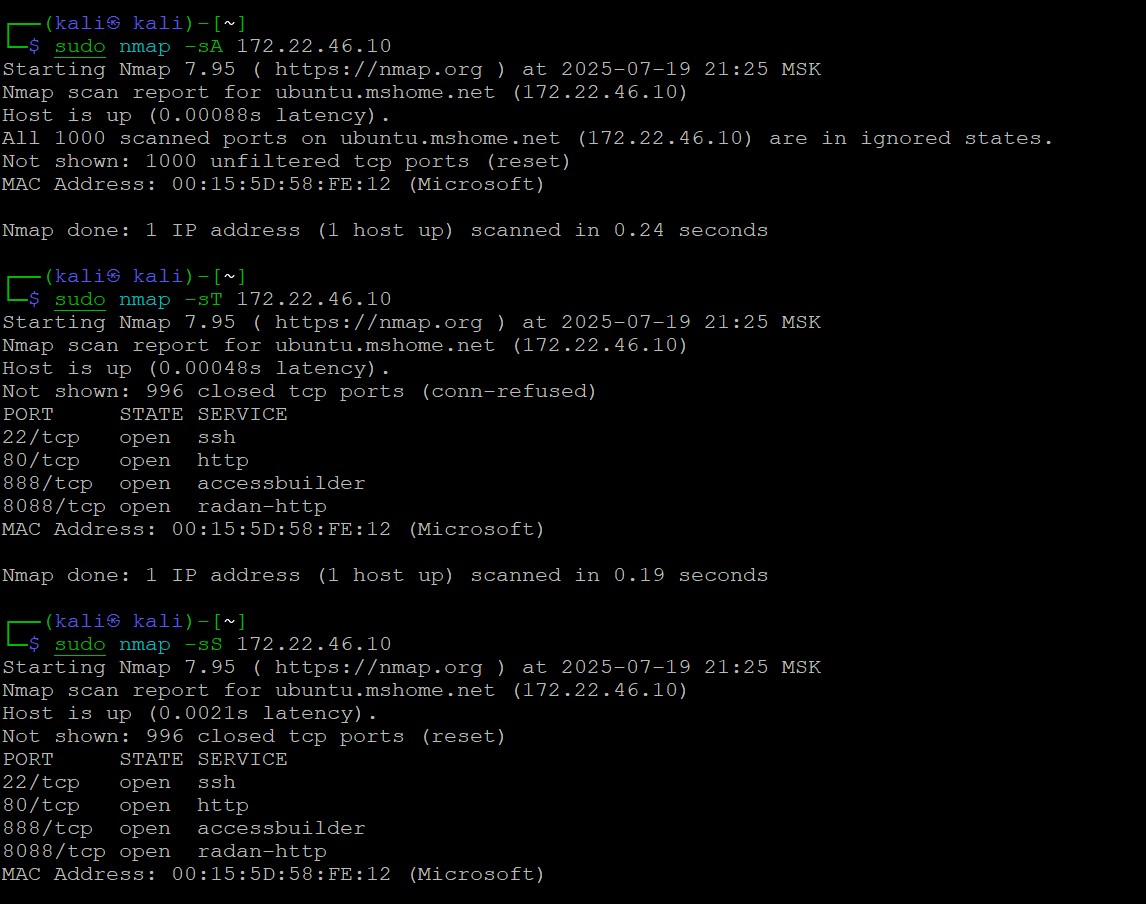 ┌──(kali㉿ kali)-[~]
└─$ sudo nmap -sA 172.22.46.10
Starting Nmap 7.95 ( https://nmap.org ) at 2025-07-19 21:25 MSK
Nmap scan report for ubuntu.mshome.net (172.22.46.10)
Host is up (0.00088s latency).
All 1000 scanned ports on ubuntu.mshome.net (172.22.46.10) are in ignored states.
Not shown: 1000 unfiltered tcp ports (reset)
MAC Address: 00:15:5D:58:FE:12 (Microsoft)
Nmap done: 1 IP address (1 host up) scanned in 0.24 seconds
┌──(kali㉿ kali)-[~]
└─$ sudo nmap -sT 172.22.46.10
Starting Nmap 7.95 ( https://nmap.org ) at 2025-07-19 21:25 MSK
Nmap scan report for ubuntu.mshome.net (172.22.46.10)
Host is up (0.00048s latency).
Not shown: 996 closed tcp ports (conn-refused)
PORT     STATE SERVICE
22/tcp   open  ssh
80/tcp   open  http
888/tcp  open  accessbuilder
8088/tcp open  radan-http
MAC Address: 00:15:5D:58:FE:12 (Microsoft)
Nmap done: 1 IP address (1 host up) scanned in 0.19 seconds
┌──(kali㉿ kali)-[~]
└─$ sudo nmap -sS 172.22.46.10
Starting Nmap 7.95 ( https://nmap.org ) at 2025-07-19 21:25 MSK
Nmap scan report for ubuntu.mshome.net (172.22.46.10)
Host is up (0.0021s latency).
Not shown: 996 closed tcp ports (reset)
PORT     STATE SERVICE
22/tcp   open  ssh
80/tcp   open  http
888/tcp  open  accessbuilder
8088/tcp open  radan-http
MAC Address: 00:15:5D:58:FE:12 (Microsoft)